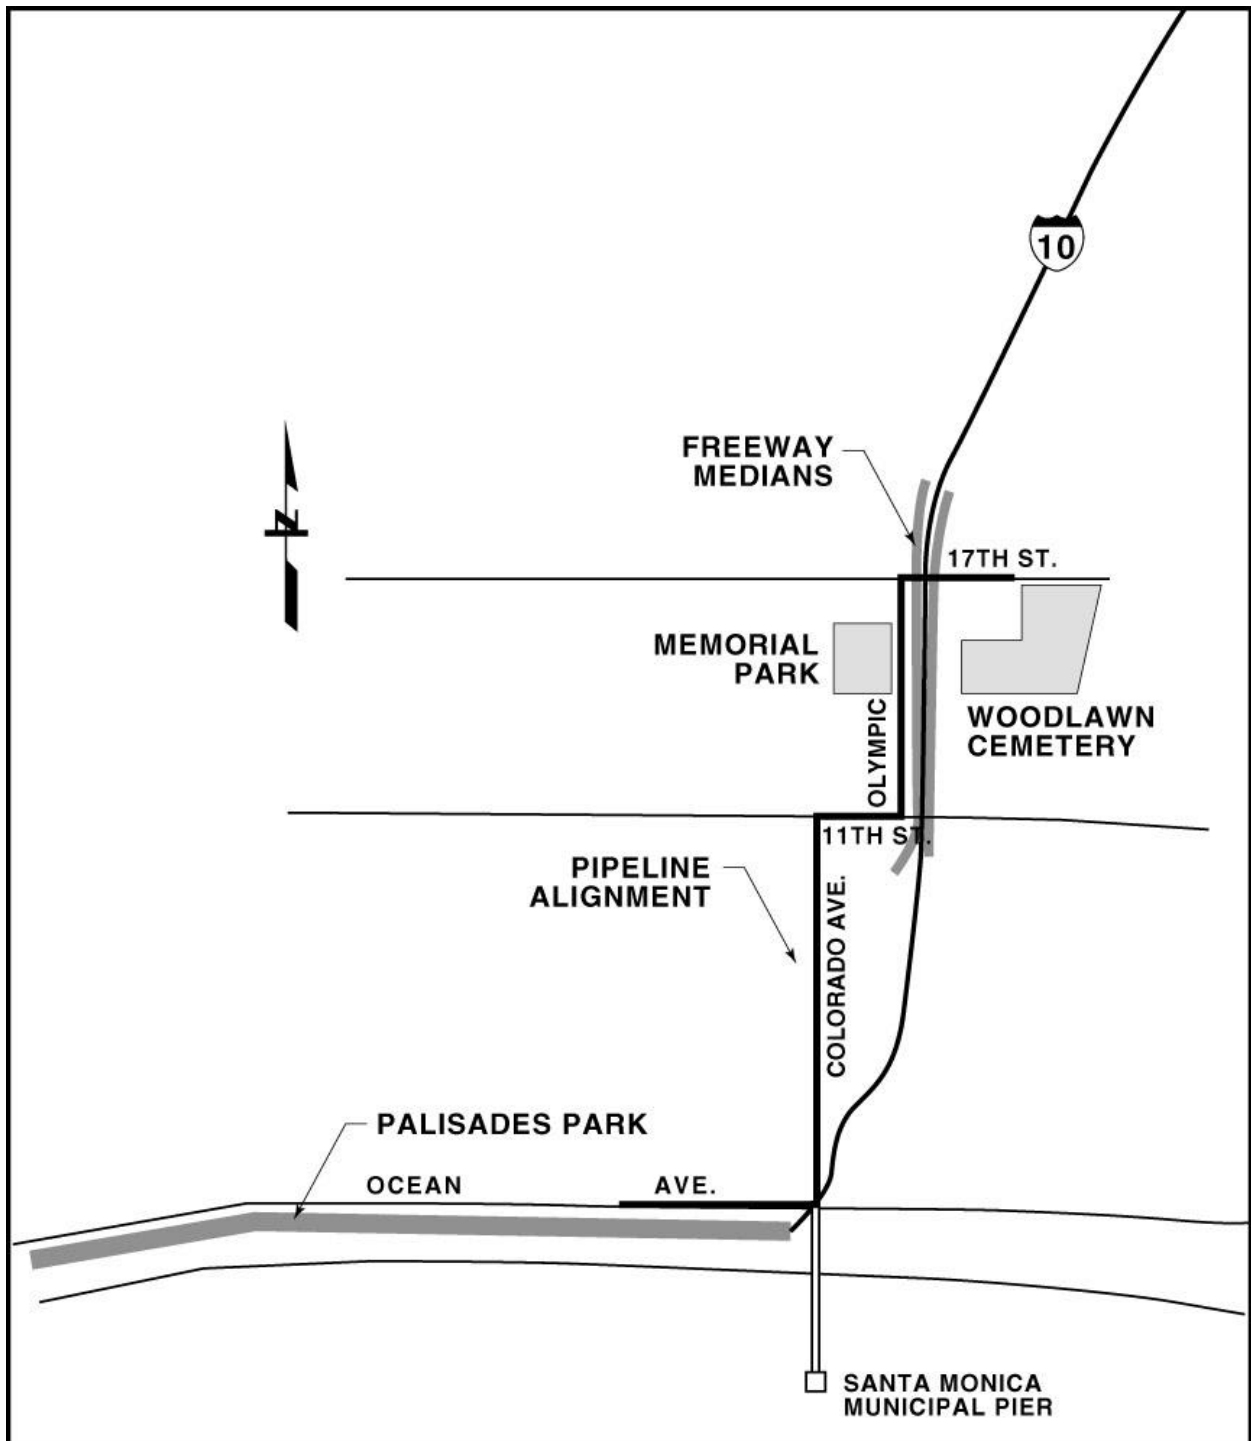 10
FREEWAY
MEDIANS
N
17TH ST.
MEMORIAL
PARK
OLYMPIC
WOODLAWN
CEMETERY
11TH ST.
PIPELINE
ALIGNMENT
COLORADO AVE.
PALISADES PARK
OCEAN AVE.
SANTA MONICA
MUNICIPAL PIER